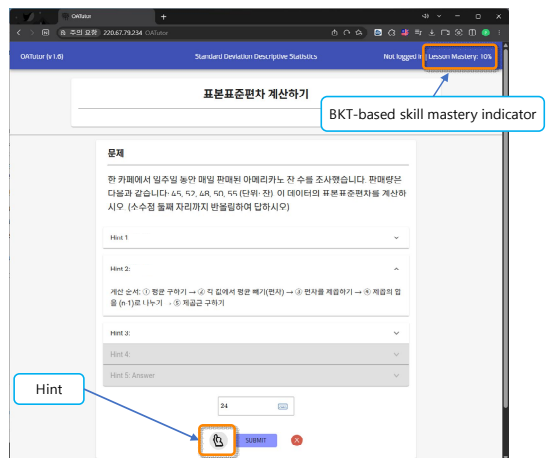 OATutor
주의 요함 220.67.79.234 OATutor
OATutor (v1.6) Standard Deviation Descriptive Statistics Not logged in | Lesson Mastery: 10%
표본표준편차 계산하기
BKT-based skill mastery indicator
문제
한 카페에서 일주일 동안 매일 판매된 아메리카노 잔 수를 조사했습니다. 판매량은
다음과 같습니다: 45, 52, 48, 50, 55 (단위: 잔). 이 데이터의 표본표준편차를 계산하
시오. (소수점 둘째 자리까지 반올림하여 답하시오)
Hint 1
Hint 2:
계산 순서: ① 평균 구하기 → ② 각 값에서 평균 빼기(편차) → ③ 편차를 제곱하기 → ④ 제곱의 합
을 (n-1)로 나누기 → ⑤ 제곱근 구하기
Hint 3:
Hint 4:
Hint 5: Answer
Hint
24
SUBMIT